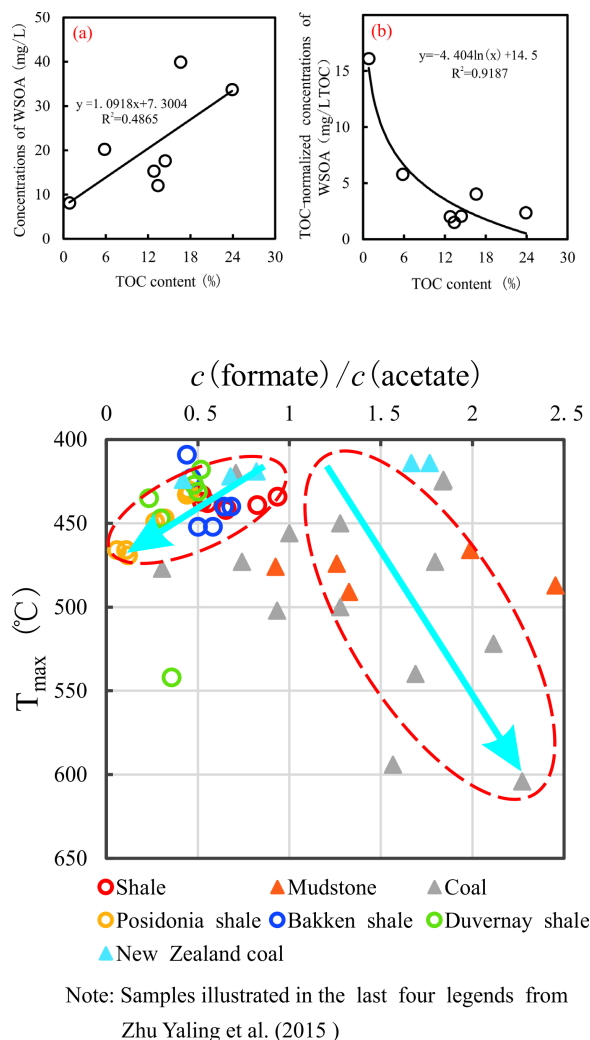 (a)
Concentrations of WSOA (mg/L)
50
40
30
20
10
0
y =1. 0918x+7. 3004
R²=0.4865
0 6 12 18 24 30
TOC content (%)
(b)
TOC-normalized concentrations of
WSOA (mg/L TOC)
15
10
5
0
y=-4. 404ln(x) +14. 5
R²=0.9187
0 6 12 18 24 30
TOC content (%)
c (formate) / c (acetate)
0 0.5 1 1.5 2 2.5
Tmax (℃)
400
450
500
550
600
650
Shale Mudstone Coal
Posidonia shale Bakken shale Duvernay shale
New Zealand coal
Note: Samples illustrated in the last four legends from
Zhu Yaling et al. (2015 )